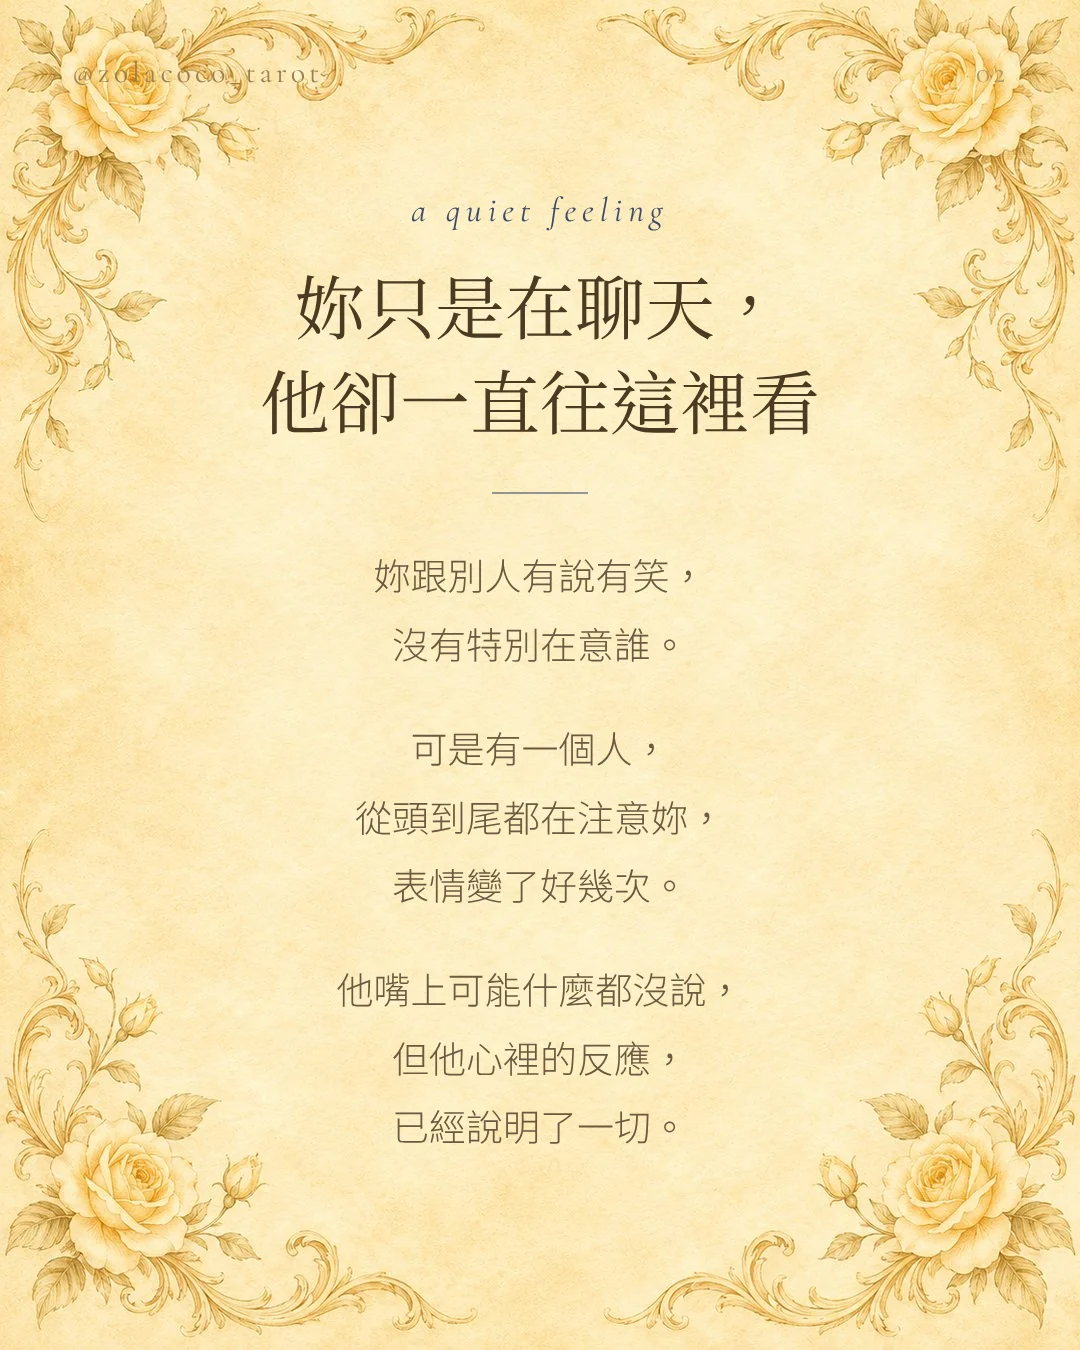 @zolacoco_tarot
02
a quiet feeling
妳只是在聊天，
他卻一直往這裡看
妳跟別人有說有笑，
沒有特別在意誰。
可是有一個人，
從頭到尾都在注意妳，
表情變了好幾次。
他嘴上可能什麼都沒說，
但他心裡的反應，
已經說明了一切。